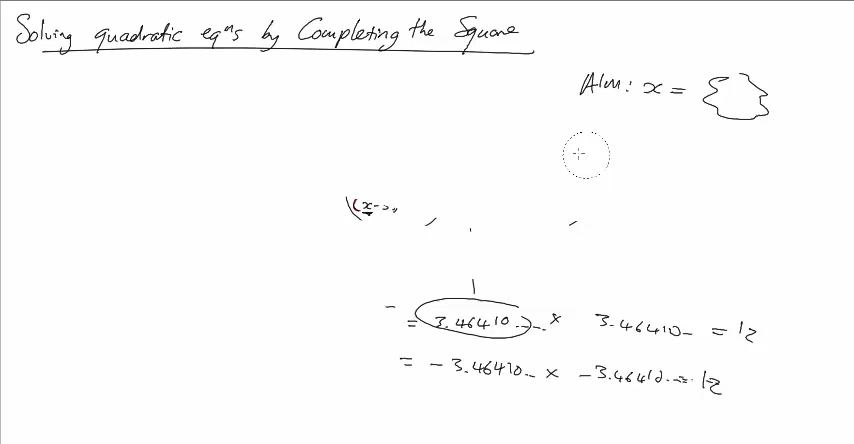 Solving quadratic eqⁿs by Completing the Square
Aim: x =
(x-
= 3.46410... × 3.46410.. = 12
= -3.46410.. × -3.46410... = 12